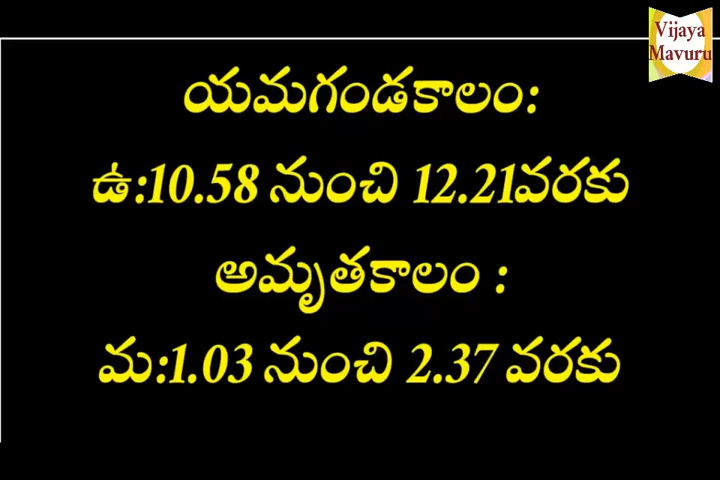 Vijaya
Mavuru
యమగండకాలం:
ఉ:10.58 నుంచి 12.21వరకు
అమృతకాలం :
మ:1.03 నుంచి 2.37 వరకు